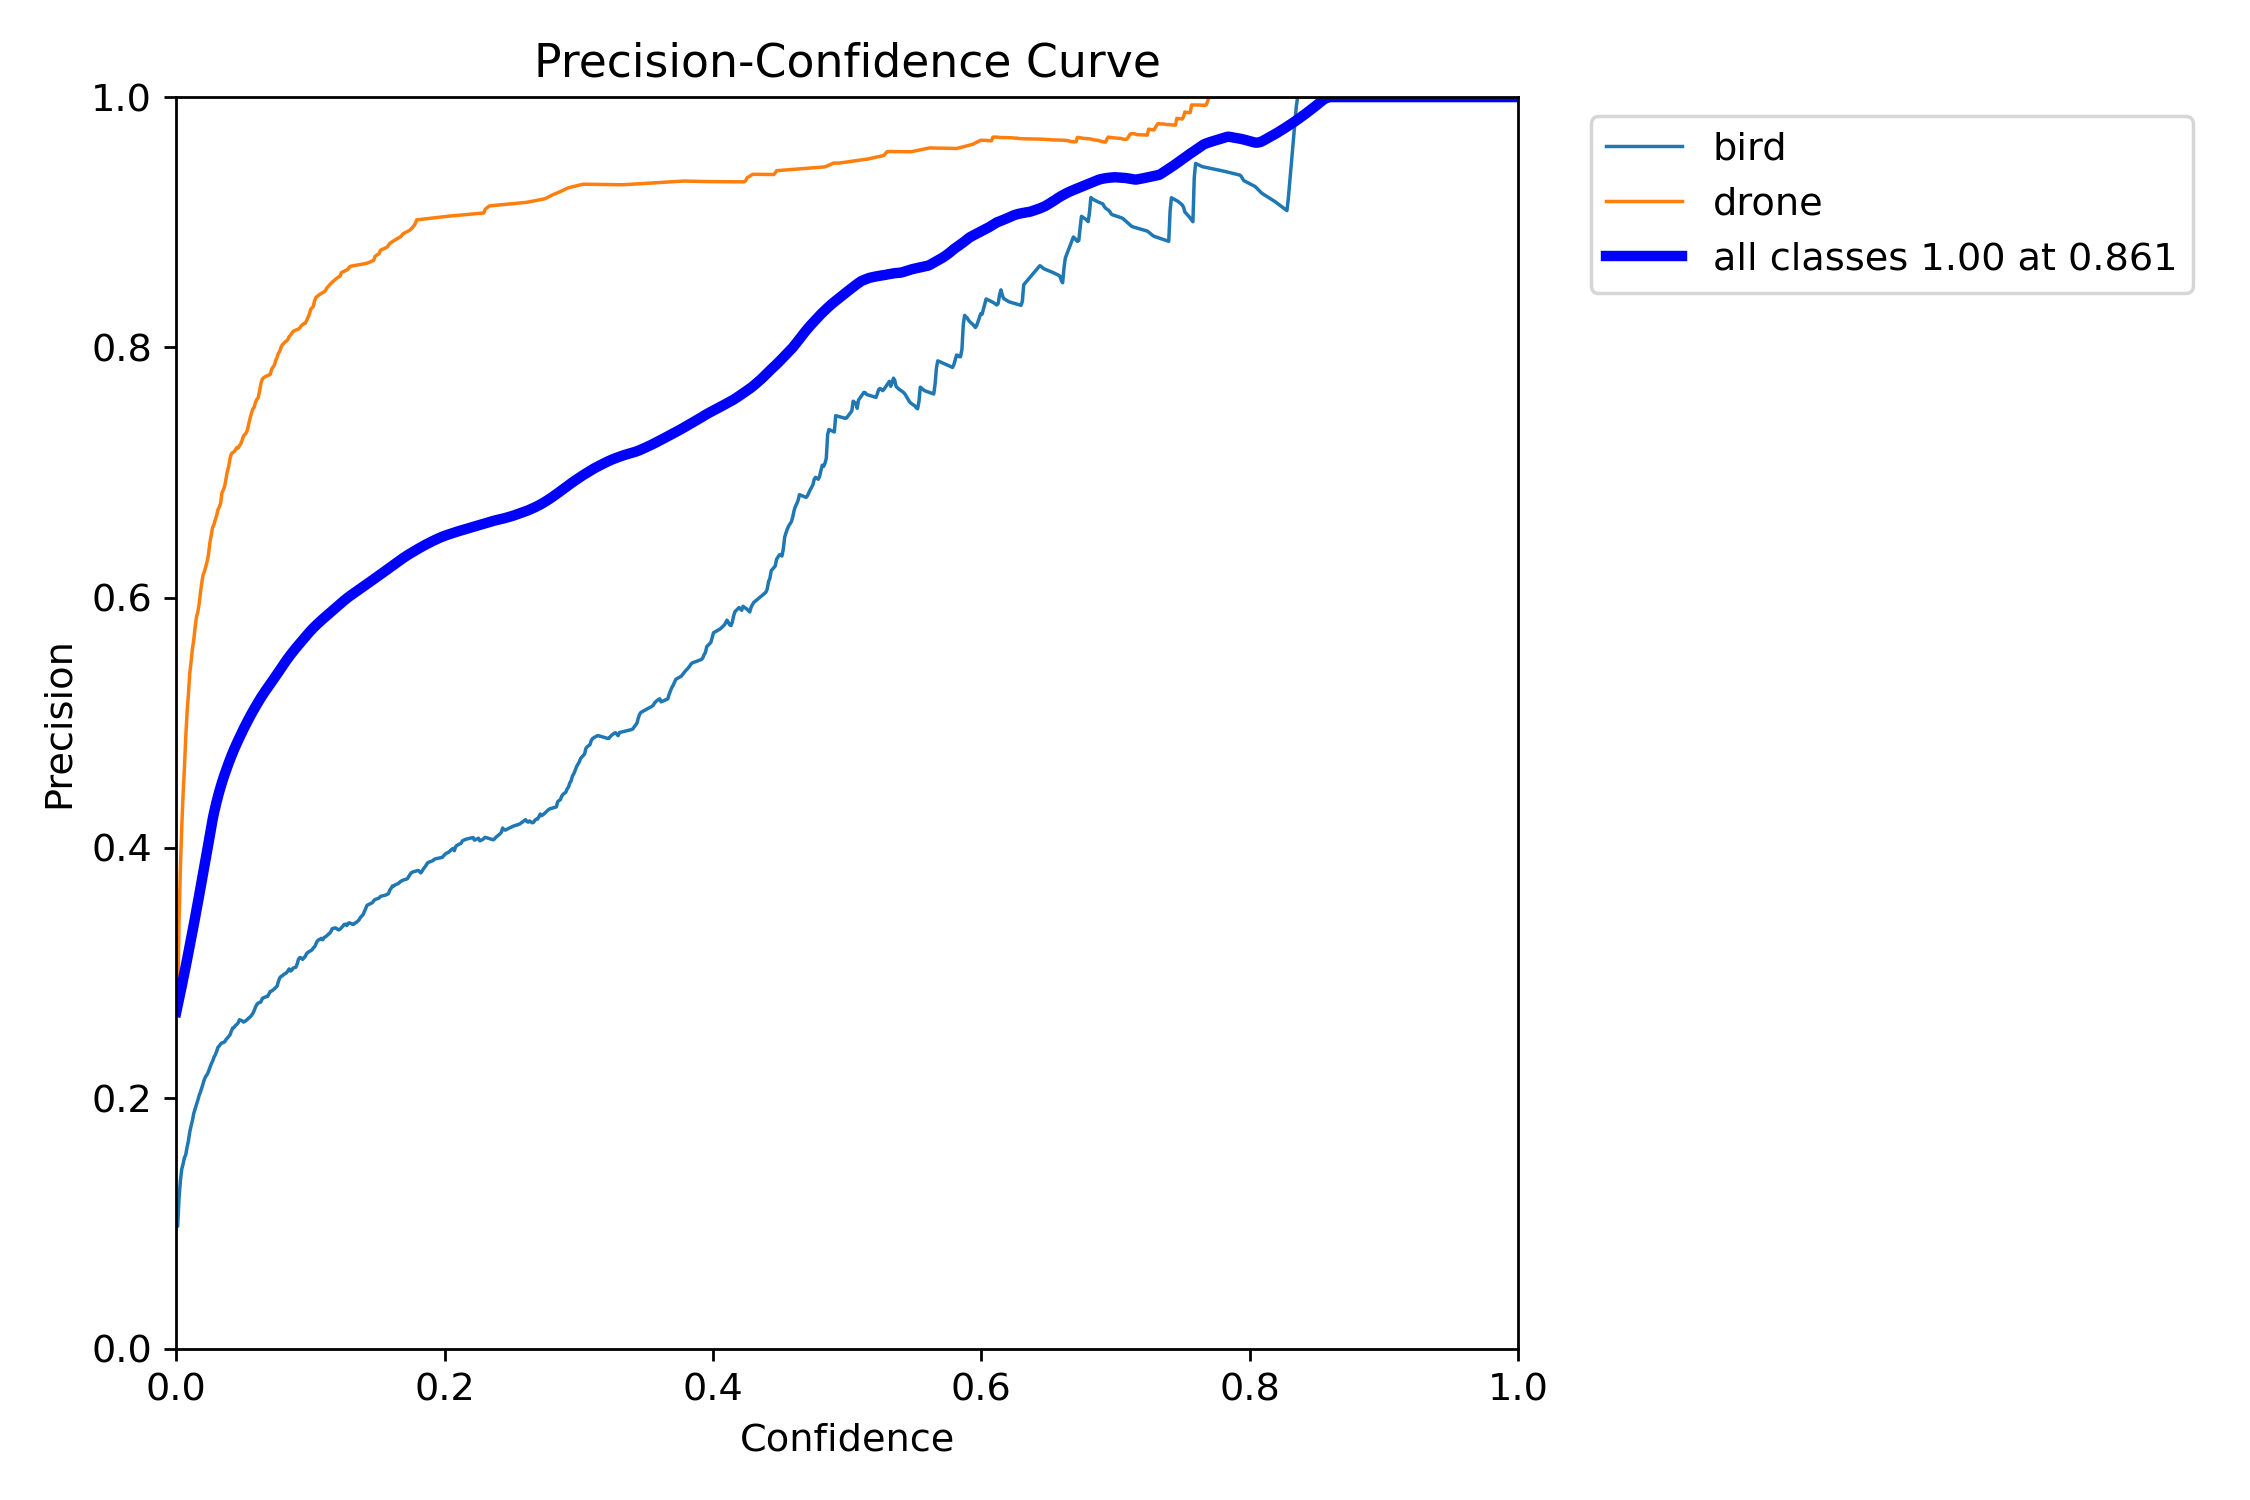 Precision-Confidence Curve
1.0
0.8
0.6
0.4
0.2
0.0
Precision
0.0 0.2 0.4 0.6 0.8 1.0
Confidence
bird
drone
all classes 1.00 at 0.861